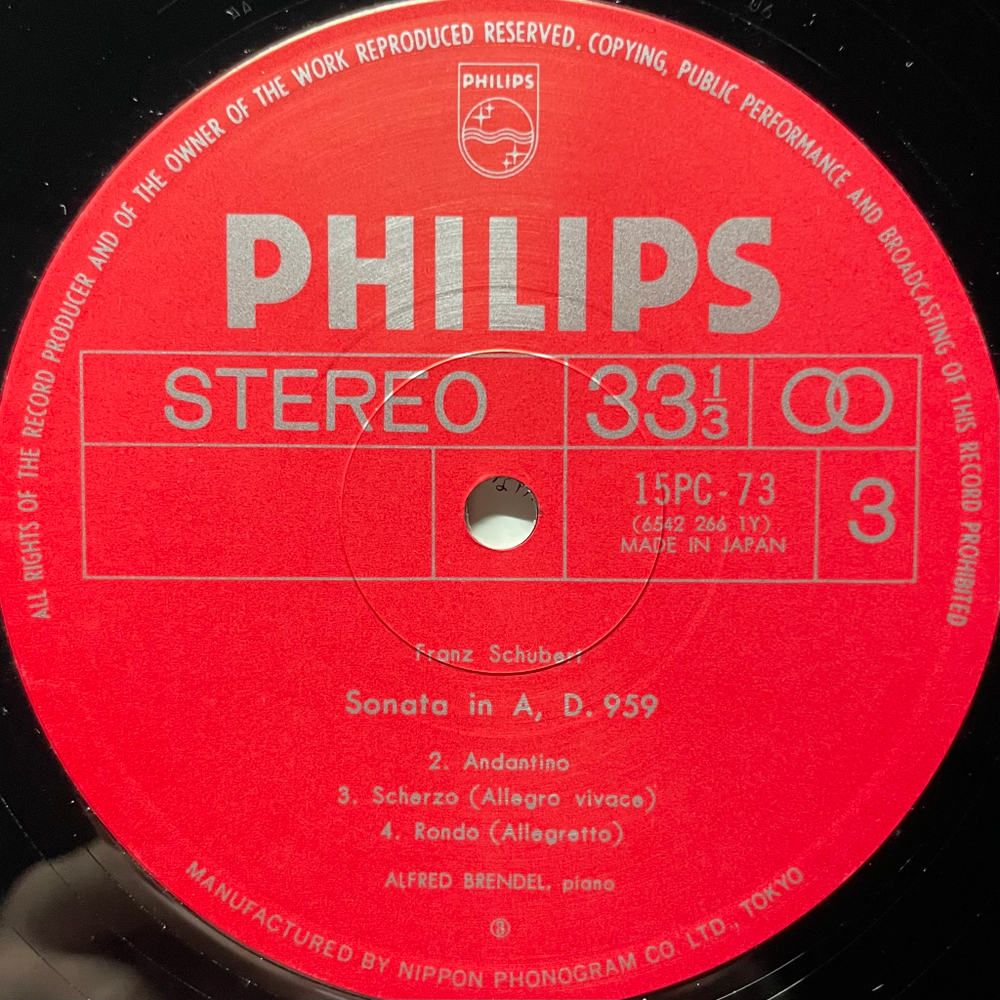 ALL RIGHTS OF THE RECORD PRODUCER AND OF THE OWNER OF THE WORK REPRODUCED RESERVED. COPYING, PUBLIC PERFORMANCE AND BROADCASTING OF THIS RECORD PROHIBITED
PHILIPS
PHILIPS
STEREO 33 1/3
15PC-73
(6542 266 1Y)
MADE IN JAPAN
3
Franz Schubert
Sonata in A, D. 959
2. Andantino
3. Scherzo (Allegro vivace)
4. Rondo (Allegretto)
ALFRED BRENDEL, piano
MANUFACTURED BY NIPPON PHONOGRAM CO. LTD., TOKYO